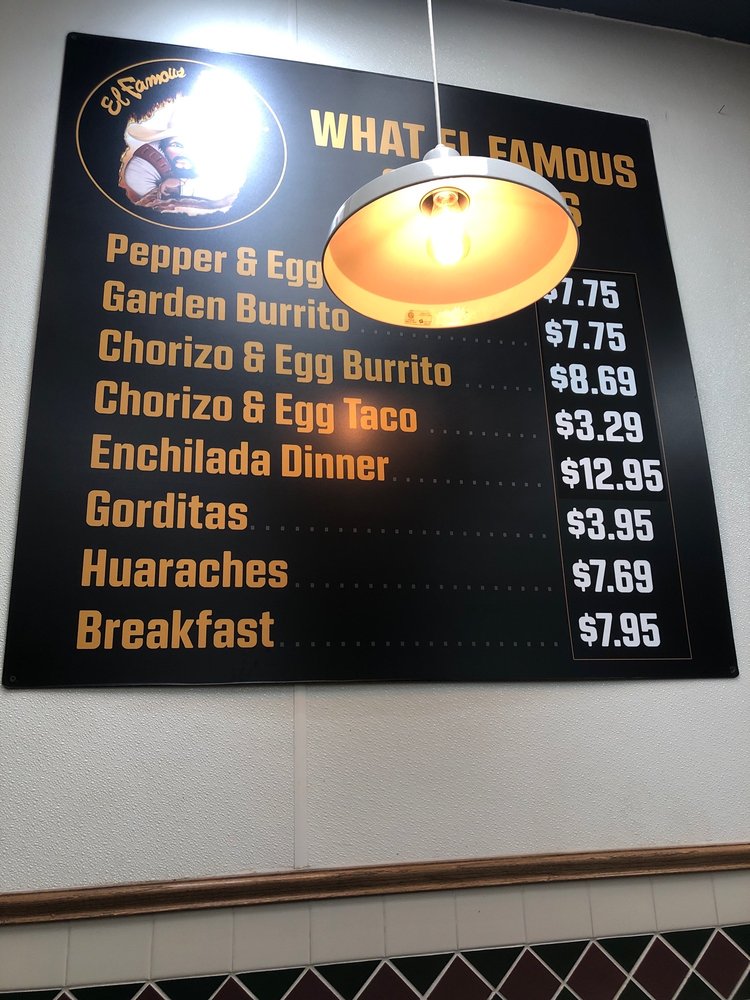 El Famous
WHAT EL FAMOUS
Pepper & Egg $7.75
Garden Burrito $7.75
Chorizo & Egg Burrito $8.69
Chorizo & Egg Taco $3.29
Enchilada Dinner $12.95
Gorditas $3.95
Huaraches $7.69
Breakfast $7.95